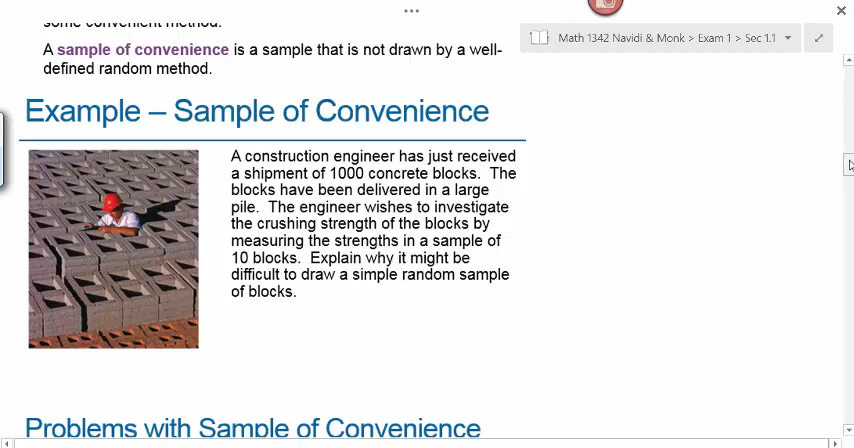 some convenient method.
Math 1342 Navidi & Monk > Exam 1 > Sec 1.1
A sample of convenience is a sample that is not drawn by a well-
defined random method.
Example – Sample of Convenience
A construction engineer has just received
a shipment of 1000 concrete blocks. The
blocks have been delivered in a large
pile. The engineer wishes to investigate
the crushing strength of the blocks by
measuring the strengths in a sample of
10 blocks. Explain why it might be
difficult to draw a simple random sample
of blocks.
Problems with Sample of Convenience